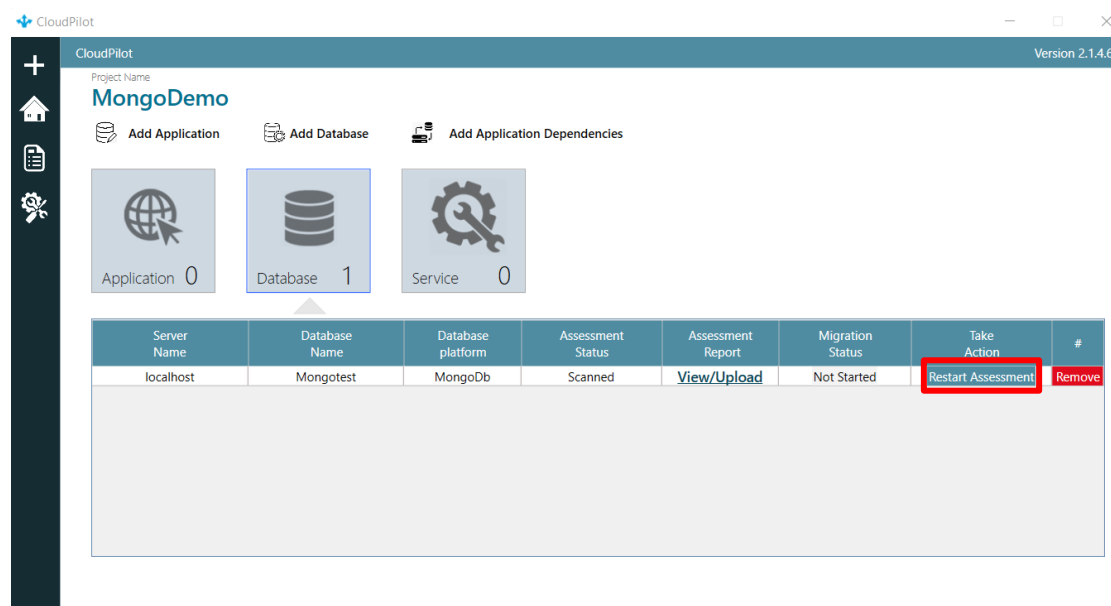 CloudPilot
CloudPilot Version 2.1.4.6
Project Name
MongoDemo
Add Application Add Database Add Application Dependencies
Application 0 Database 1 Service 0
Server Name Database Name Database platform Assessment Status Assessment Report Migration Status Take Action #
localhost Mongotest MongoDb Scanned View/Upload Not Started Restart Assessment Remove